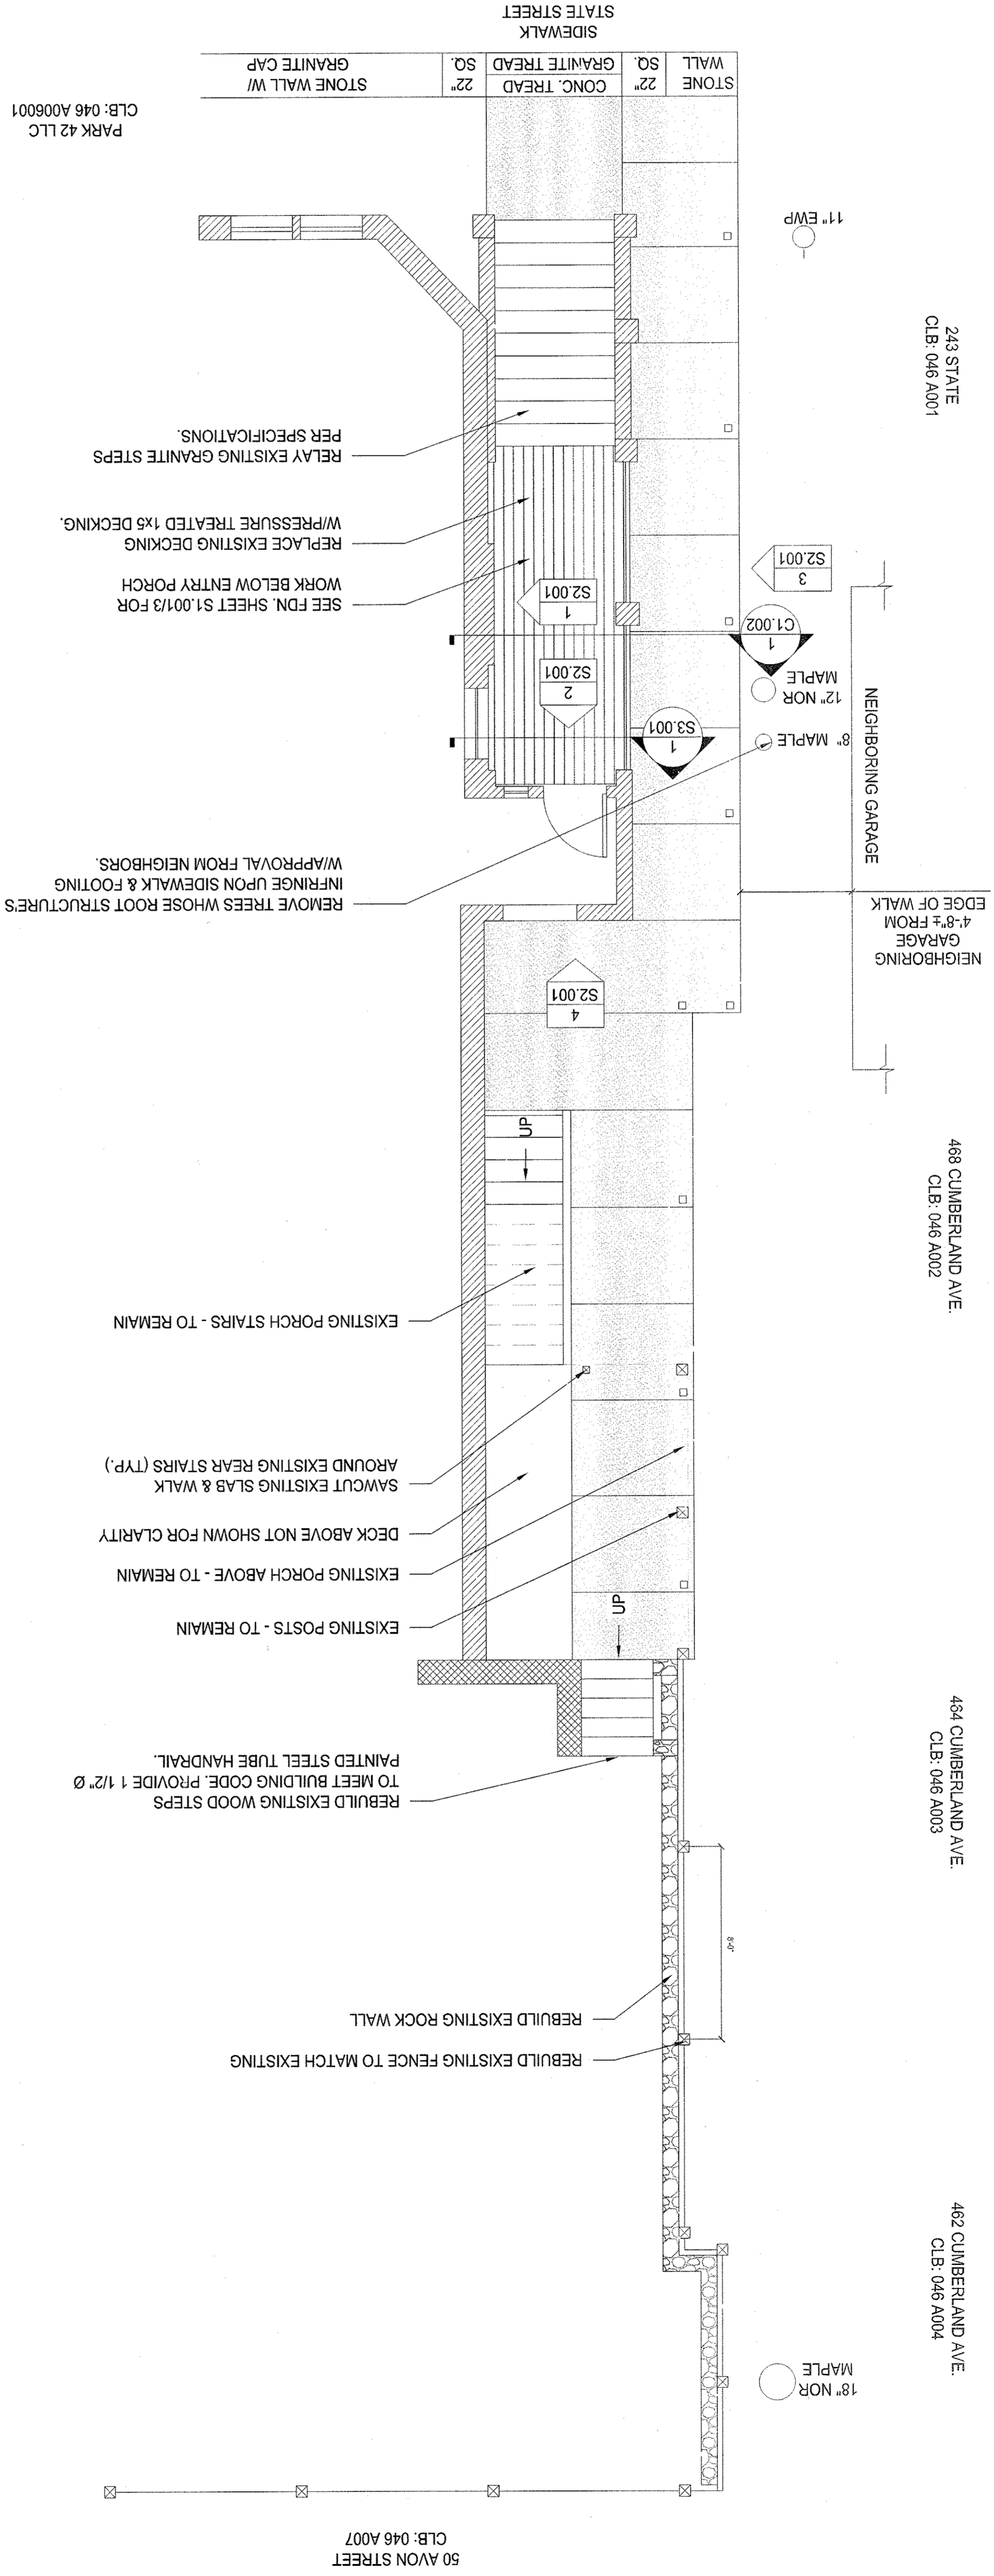 50 AVON STREET
CLB: 046 A007
18" NOR
MAPLE
462 CUMBERLAND AVE.
CLB: 046 A004
REBUILD EXISTING FENCE TO MATCH EXISTING
REBUILD EXISTING ROCK WALL
8'-0"
REBUILD EXISTING WOOD STEPS
TO MEET BUILDING CODE. PROVIDE 1 1/2" Ø
PAINTED STEEL TUBE HANDRAIL.
464 CUMBERLAND AVE.
CLB: 046 A003
UP
EXISTING POSTS - TO REMAIN
EXISTING PORCH ABOVE - TO REMAIN
DECK ABOVE NOT SHOWN FOR CLARITY
SAWCUT EXISTING SLAB & WALK
AROUND EXISTING REAR STAIRS (TYP.)
EXISTING PORCH STAIRS - TO REMAIN
UP
468 CUMBERLAND AVE.
CLB: 046 A002
4
S2.001
NEIGHBORING
GARAGE
4'-8"± FROM
EDGE OF WALK
REMOVE TREES WHOSE ROOT STRUCTURES
INFRINGE UPON SIDEWALK & FOOTING
W/APPROVAL FROM NEIGHBORS.
NEIGHBORING GARAGE
8" MAPLE
1
S3.001
12" NOR
MAPLE
2
S2.001
1
C1.002
1
S2.001
3
S2.001
SEE FDN. SHEET S1.001/3 FOR
WORK BELOW ENTRY PORCH
REPLACE EXISTING DECKING
W/PRESSURE TREATED 1x5 DECKING.
RELAY EXISTING GRANITE STEPS
PER SPECIFICATIONS.
243 STATE
CLB: 046 A001
11" EWP
PARK 42 LLC
CLB: 046 A006001
STONE
WALL
22"
SQ.
CONC. TREAD
GRANITE TREAD
22"
SQ.
STONE WALL W/
GRANITE CAP
SIDEWALK
STATE STREET